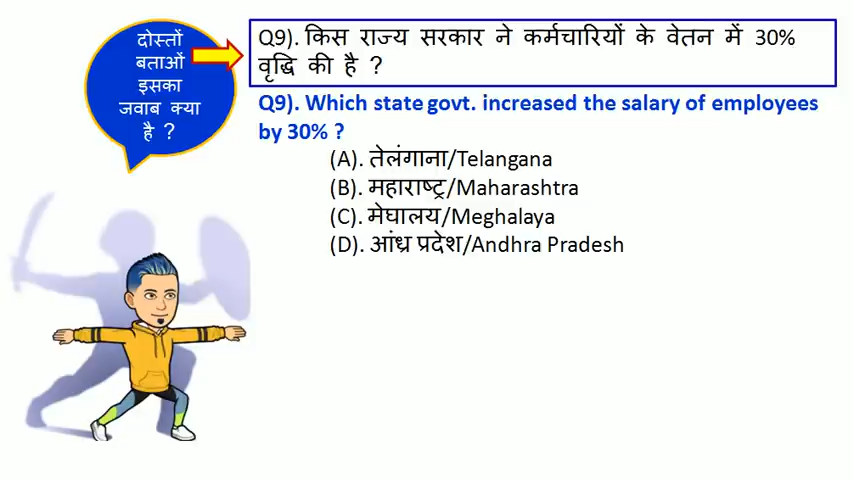 दोस्तों
बताओं
इसका
जवाब क्या
है ?
Q9). किस राज्य सरकार ने कर्मचारियों के वेतन में 30%
वृद्धि की है ?
Q9). Which state govt. increased the salary of employees
by 30% ?
(A). तेलंगाना/Telangana
(B). महाराष्ट्र/Maharashtra
(C). मेघालय/Meghalaya
(D). आंध्र प्रदेश/Andhra Pradesh